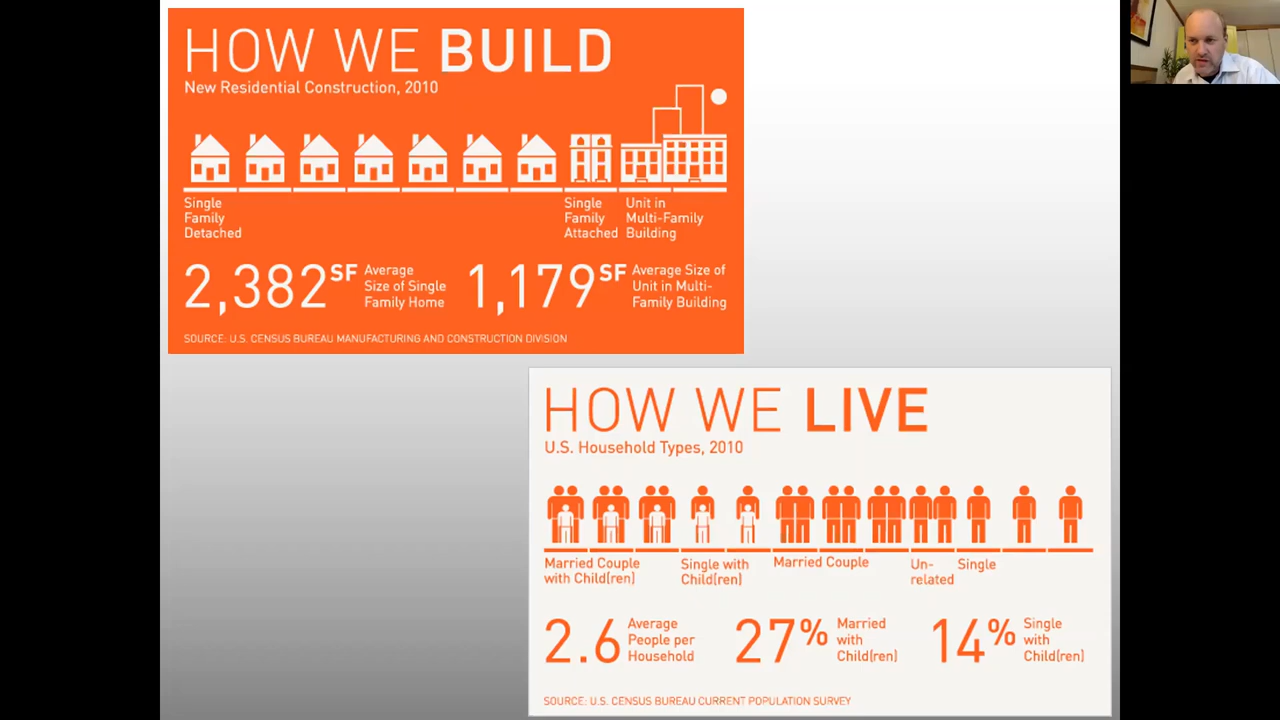 HOW WE BUILD
New Residential Construction, 2010
Single
Family
Detached
Single
Family
Attached
Unit in
Multi-Family
Building
2,382SF
Average
Size of Single
Family Home
1,179SF
Average Size of
Unit in Multi-
Family Building
SOURCE: U.S. CENSUS BUREAU MANUFACTURING AND CONSTRUCTION DIVISION
HOW WE LIVE
U.S. Household Types, 2010
Married Couple
with Child(ren)
Single with
Child(ren)
Married Couple
Un-
related
Single
2.6
Average
People per
Household
27%
Married
with
Child(ren)
14%
Single
with
Child(ren)
SOURCE: U.S. CENSUS BUREAU CURRENT POPULATION SURVEY